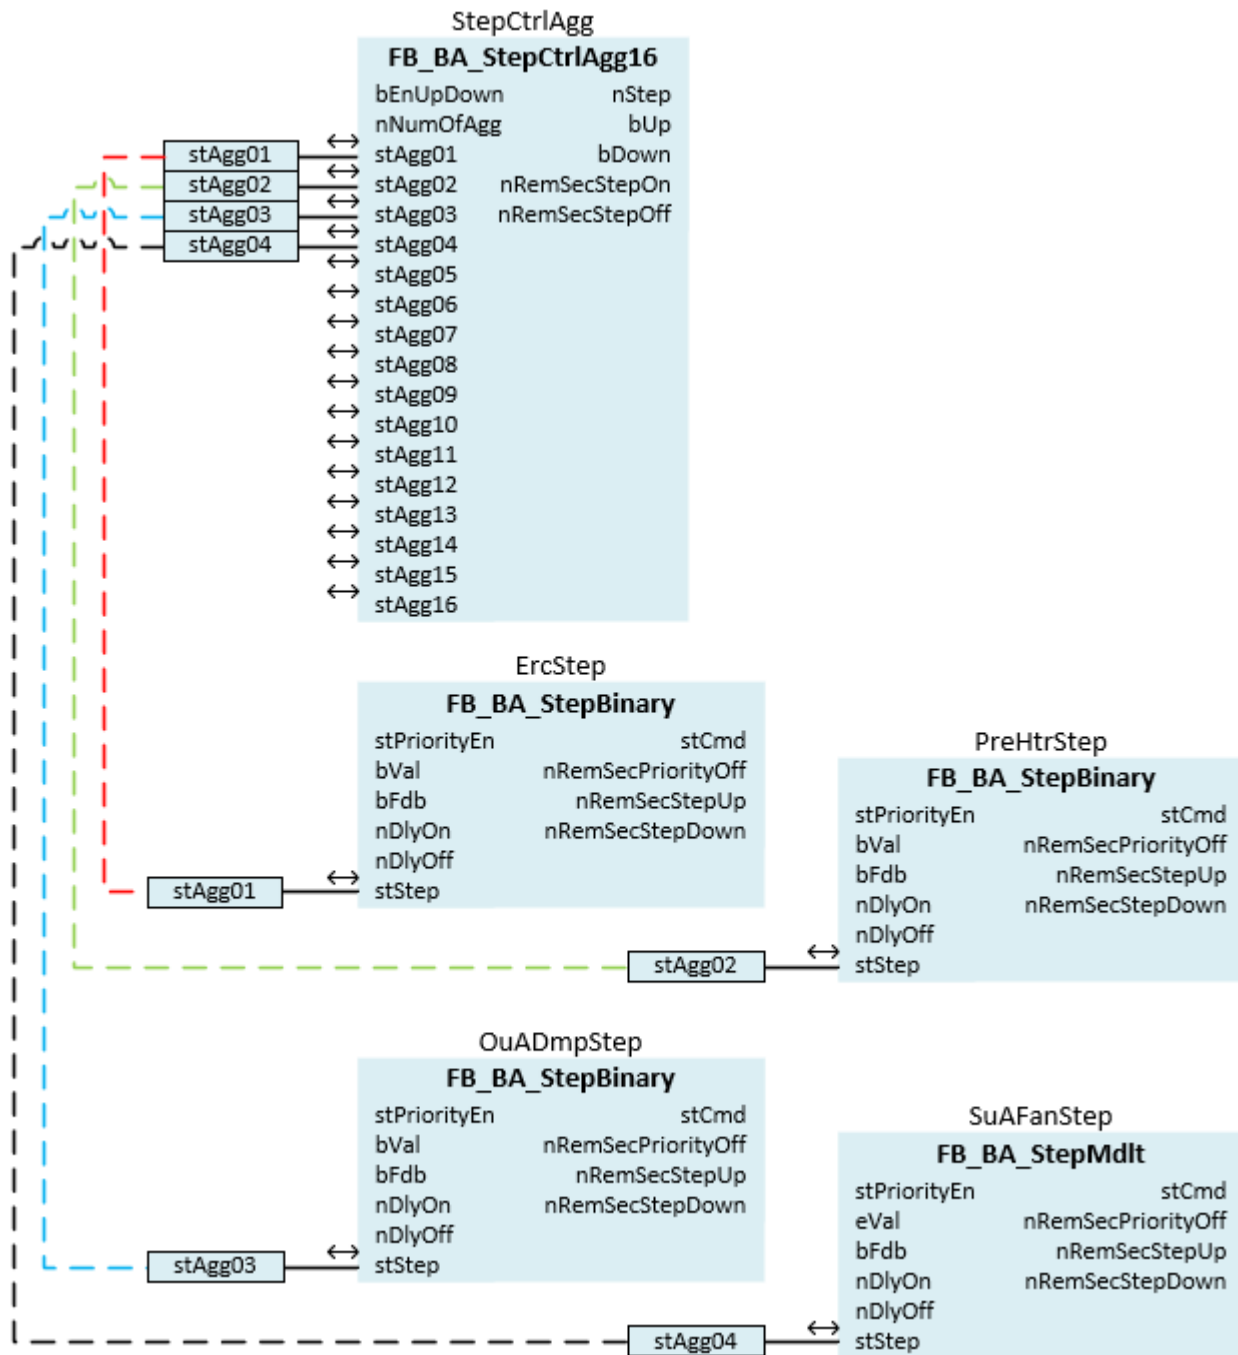 StepCtrlAgg
FB_BA_StepCtrlAgg16
bEnUpDown nStep
nNumOfAgg bUp
stAgg01 stAgg01 bDown
stAgg02 stAgg02 nRemSecStepOn
stAgg03 stAgg03 nRemSecStepOff
stAgg04 stAgg04
stAgg05
stAgg06
stAgg07
stAgg08
stAgg09
stAgg10
stAgg11
stAgg12
stAgg13
stAgg14
stAgg15
stAgg16
ErcStep
FB_BA_StepBinary
stPriorityEn stCmd
bVal nRemSecPriorityOff
bFdb nRemSecStepUp
nDlyOn nRemSecStepDown
nDlyOff
stAgg01 stStep
PreHtrStep
FB_BA_StepBinary
stPriorityEn stCmd
bVal nRemSecPriorityOff
bFdb nRemSecStepUp
nDlyOn nRemSecStepDown
nDlyOff
stAgg02 stStep
OuADmpStep
FB_BA_StepBinary
stPriorityEn stCmd
bVal nRemSecPriorityOff
bFdb nRemSecStepUp
nDlyOn nRemSecStepDown
nDlyOff
stAgg03 stStep
SuAFanStep
FB_BA_StepMdlt
stPriorityEn stCmd
eVal nRemSecPriorityOff
bFdb nRemSecStepUp
nDlyOn nRemSecStepDown
nDlyOff
stAgg04 stStep